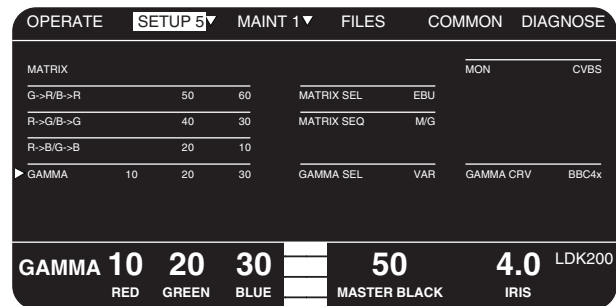 OPERATE SETUP 5 MAINT 1 FILES COMMON DIAGNOSE
MATRIX MON CVBS
G->R/B->R 50 60 MATRIX SEL EBU
R->G/B->G 40 30 MATRIX SEQ M/G
R->B/G->B 20 10
GAMMA 10 20 30 GAMMA SEL VAR GAMMA CRV BBC4x
GAMMA 10 20 30 50 4.0 LDK200
RED GREEN BLUE MASTER BLACK IRIS